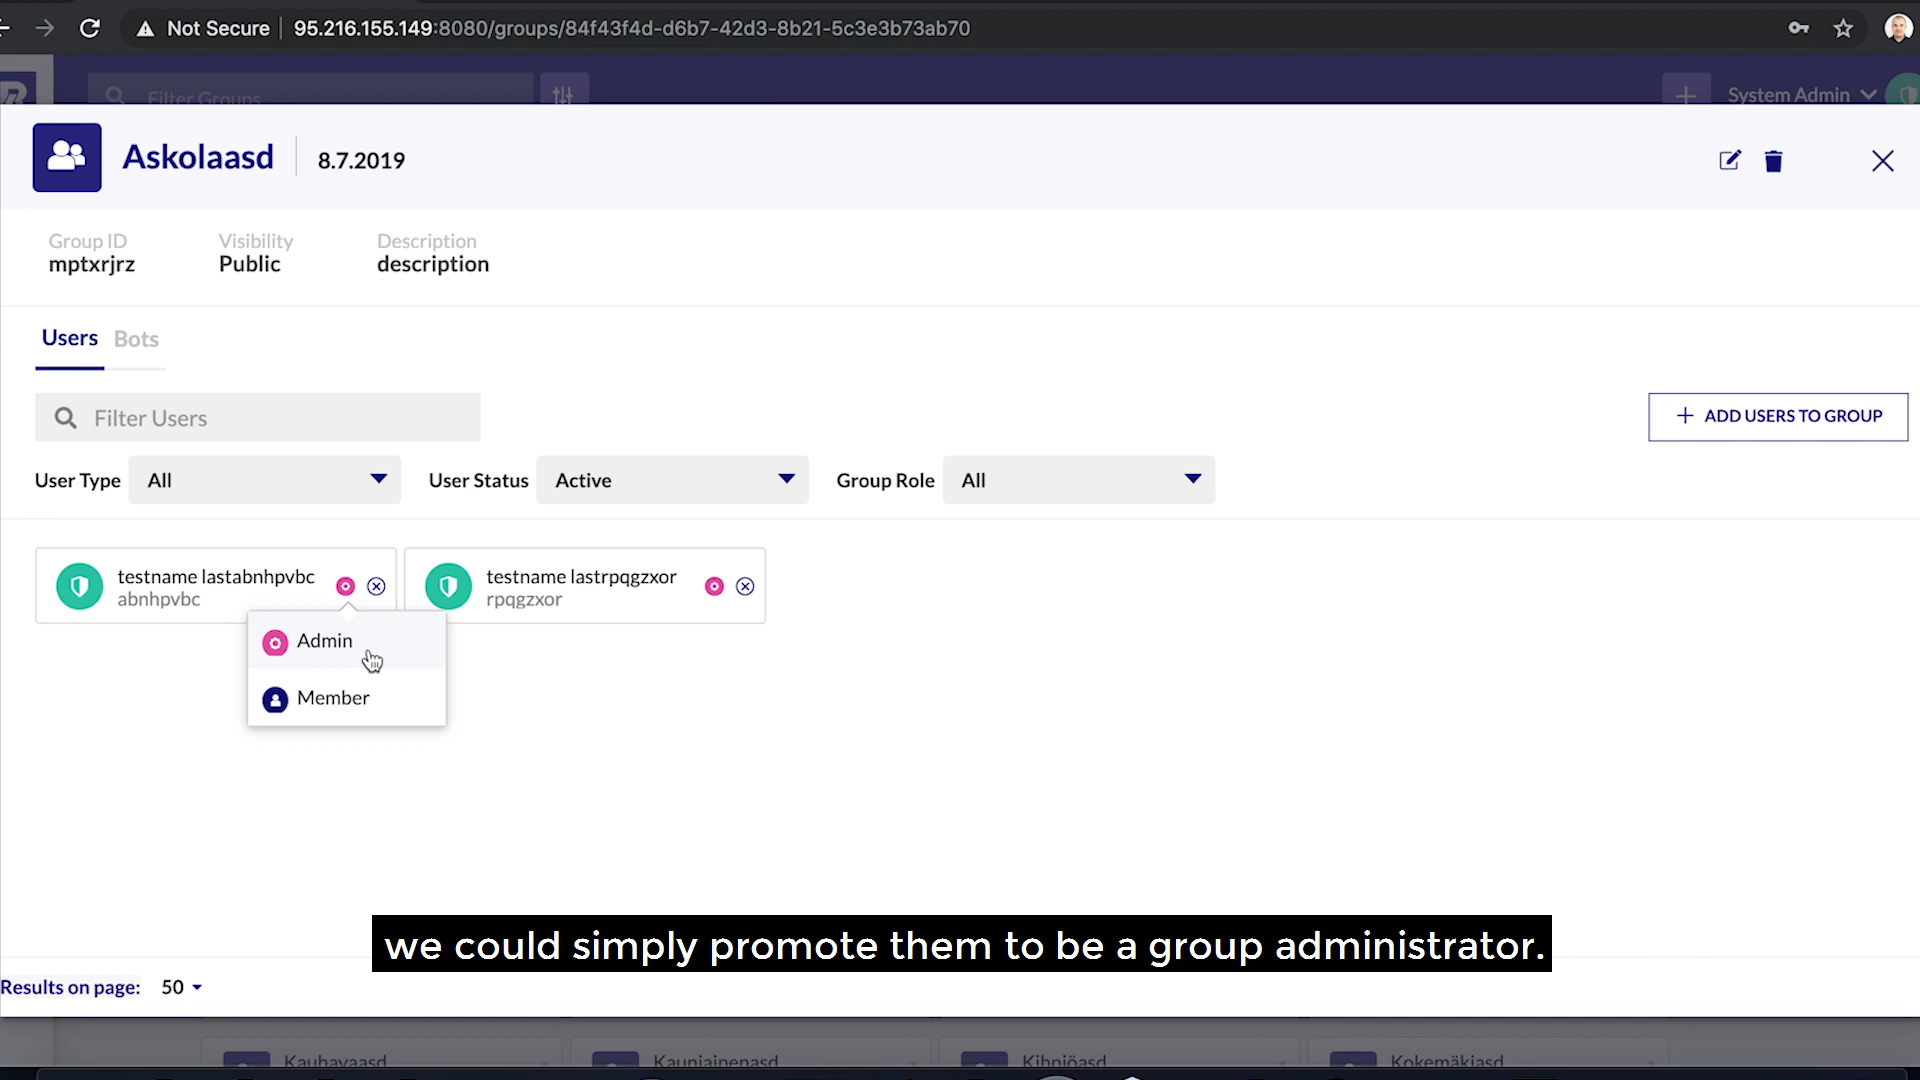 Not Secure
95.216.155.149:8080/groups/84f43f4d-d6b7-42d3-8b21-5c3e3b73ab70
Filter Groups
System Admin
Askolaasd
8.7.2019
Group ID
mptxrjrz
Visibility
Public
Description
description
Users
Bots
Filter Users
ADD USERS TO GROUP
User Type
All
User Status
Active
Group Role
All
testname lastabnhpvbc
abnhpvbc
testname lastrpqgzxor
rpqgzxor
Admin
Member
we could simply promote them to be a group administrator.
Results on page: 50
Kauhavaasd
Kauniainenasd
Kihniöasd
Kokemäkiasd